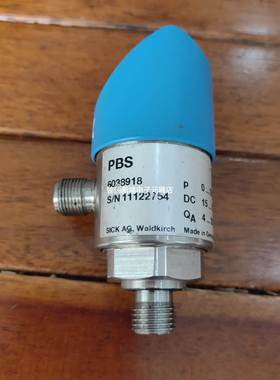 PBS
6038918
S/N 11122754
SICK AG, Waldkirch
P 0
DC 15
QA 4
Made in